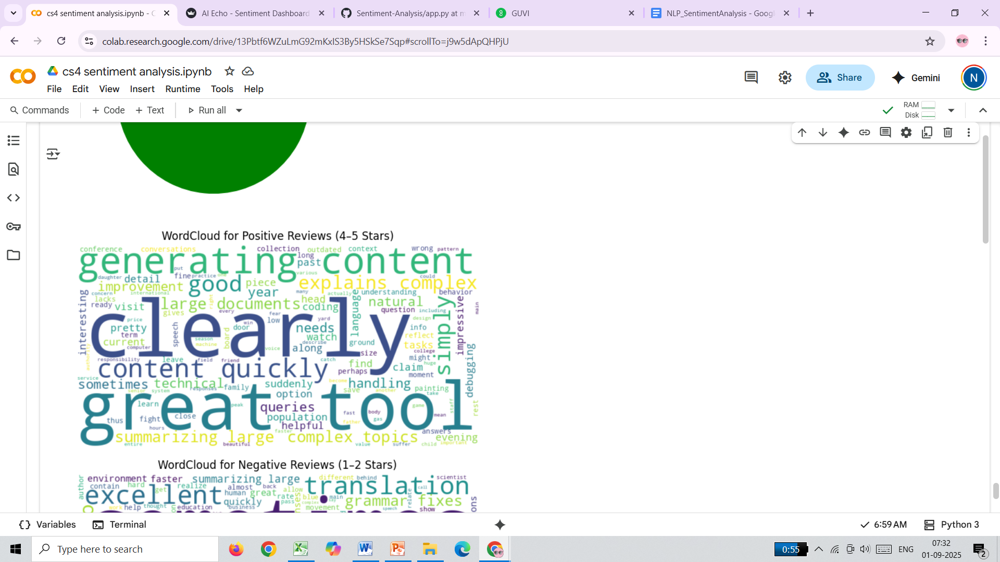 cs4 sentiment analysis.ipynb - C
AI Echo - Sentiment Dashboard
Sentiment-Analysis/app.py at m
GUVI
NLP_SentimentAnalysis - Googl
colab.research.google.com/drive/13Pbtf6WZuLmG92mKxIS3By5HSkSe7Sqp#scrollTo=j9w5dApQHPjU
cs4 sentiment analysis.ipynb
Share
Gemini
N
File Edit View Insert Runtime Tools Help
Commands + Code + Text Run all
RAM
Disk
WordCloud for Positive Reviews (4–5 Stars)
conference conversations collection outdated context wrong pattern
generating content
long
past
put
various
daughter detail fine practice one could
improvement good piece explains complex
concern international year many actually understanding behavior
lacks large documents head natural
ready visit right coding language question including
interesting
gives every fear low yard design main
clearly
price win impressive
pretty speech board door needs info simply
term watch reflect
current season describe ground tasks
computer machine voice along size college
authority
responsibility leave field friend catch find might huge debugging
content quickly perhaps claim
service moment
sometimes technical responses family suddenly become handling painting
senior system option save another take
great tool
learn peak queries game staff rest
thus fight close population fast body mean
hours helpful father gas
faster answers
summarizing large complex topics evening
entire beautiful value suffer child important
WordCloud for Negative Reviews (1–2 Stars)
environment faster summarizing large different behind scientist
author contain hard realize almost back translation call
get human great allow
excellent rate blue main say relate
quickly pass complex grammar fixes
work help thought education business movement speech show
{} Variables Terminal
6:59 AM Python 3
Type here to search
0:55
ENG
07:32
01-09-2025
2